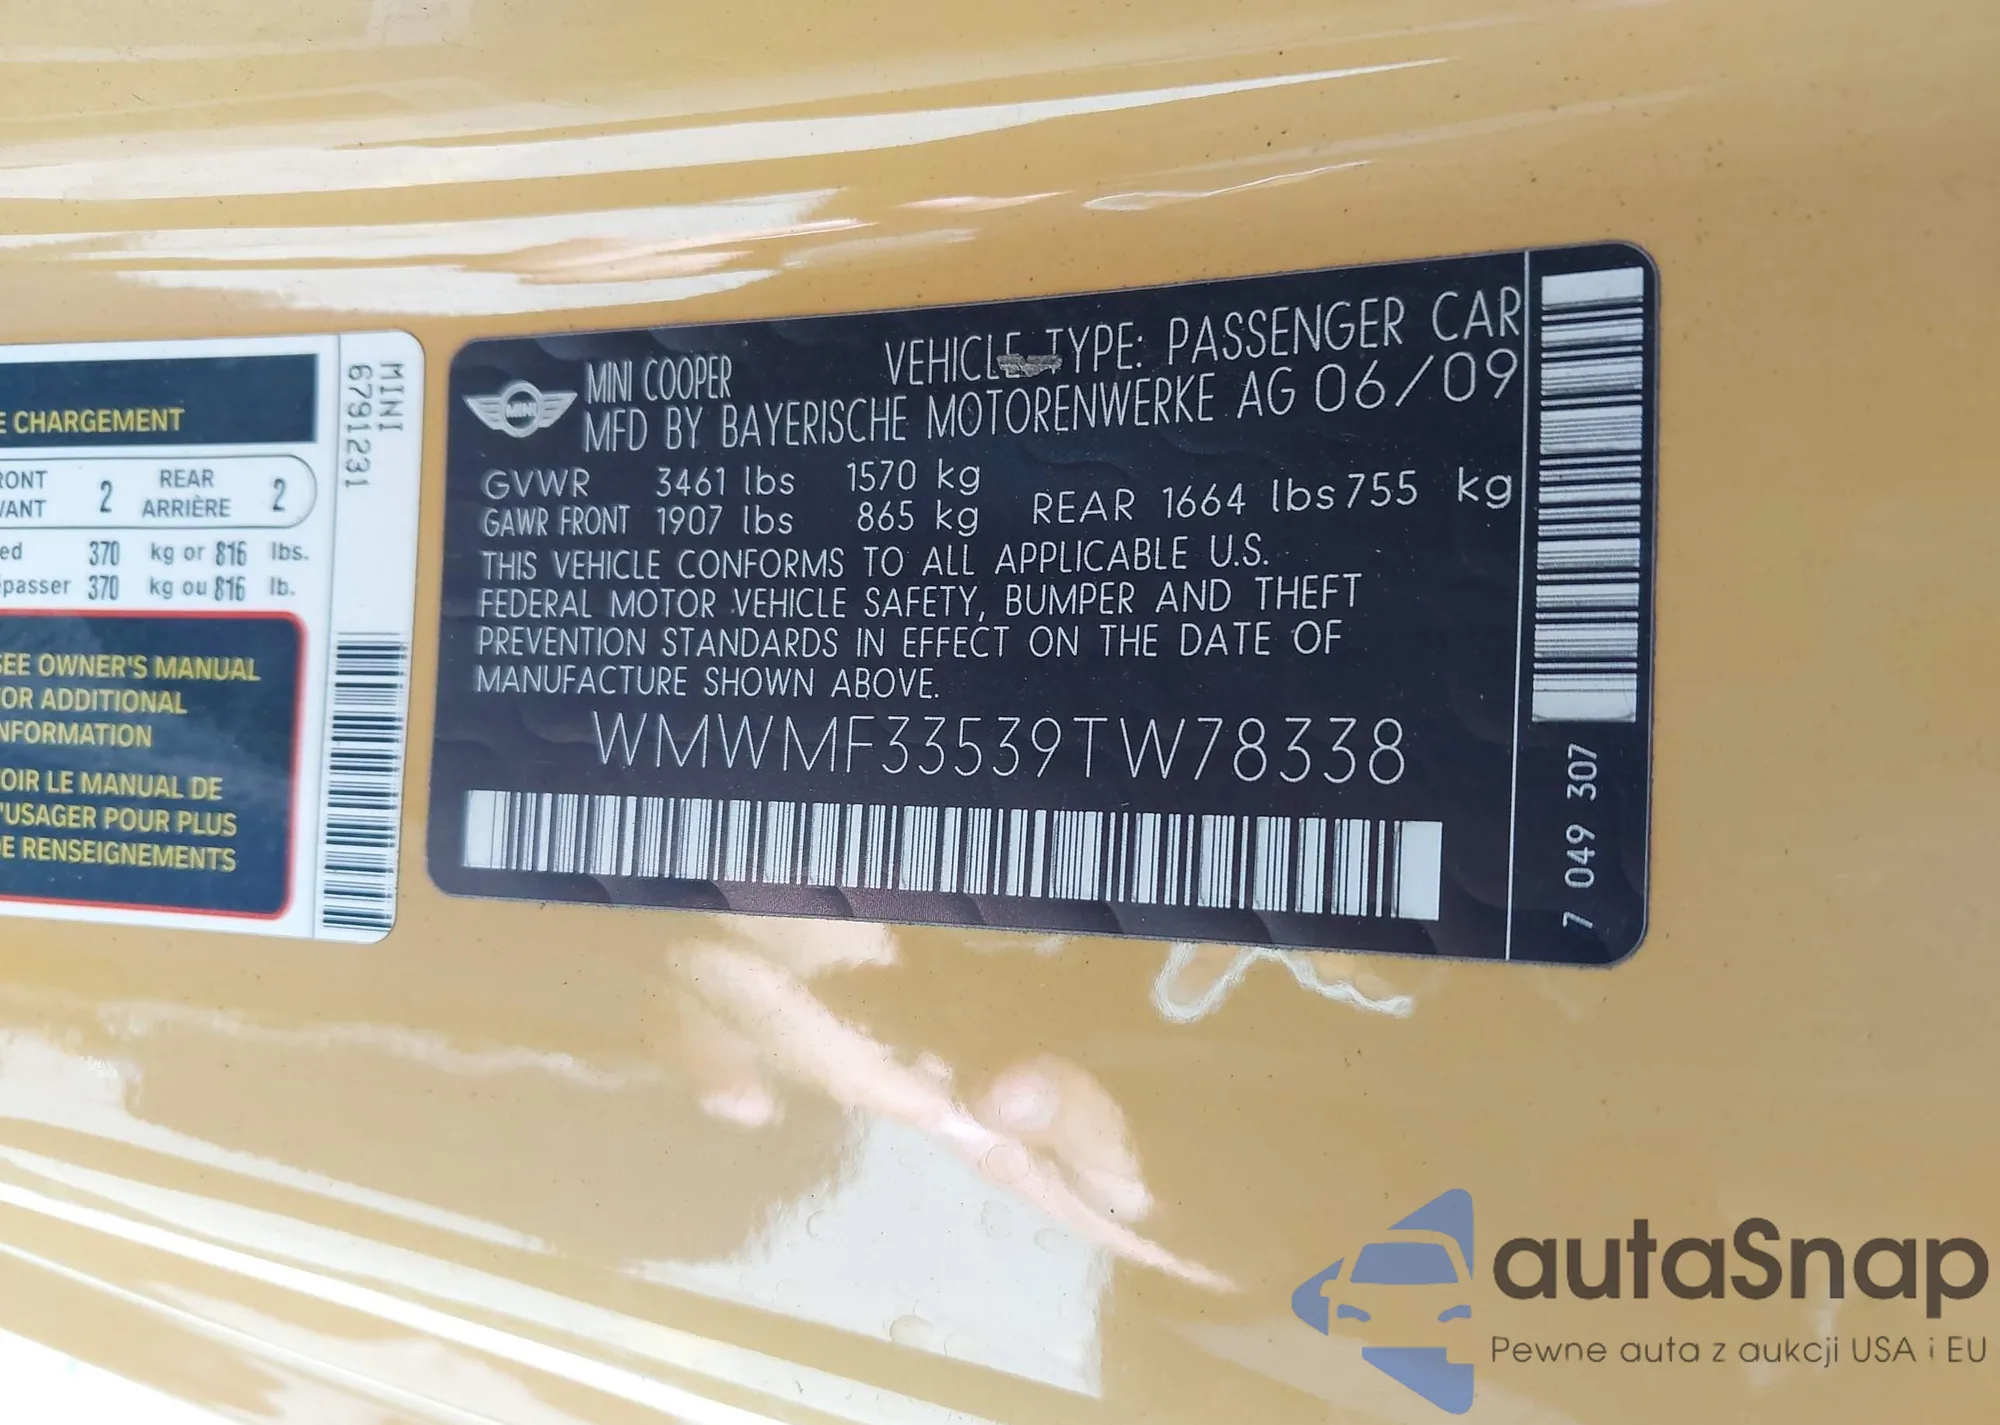 E CHARGEMENT
RONT
VANT
2
REAR
ARRIÈRE
2
ed 370 kg or 816 lbs.
passer 370 kg ou 816 lb.
SEE OWNER'S MANUAL
OR ADDITIONAL
NFORMATION
OIR LE MANUAL DE
'USAGER POUR PLUS
DE RENSEIGNEMENTS
MINI
6791231
VEHICLE TYPE: PASSENGER CAR
MINI COOPER
MINI
MFD BY BAYERISCHE MOTORENWERKE AG 06/09
GVWR 3461 lbs 1570 kg
GAWR FRONT 1907 lbs 865 kg REAR 1664 lbs 755 kg
THIS VEHICLE CONFORMS TO ALL APPLICABLE U.S.
FEDERAL MOTOR VEHICLE SAFETY, BUMPER AND THEFT
PREVENTION STANDARDS IN EFFECT ON THE DATE OF
MANUFACTURE SHOWN ABOVE.
WMWMF33539TW78338
7 049 307
autaSnap
Pewne auta z aukcji USA i EU